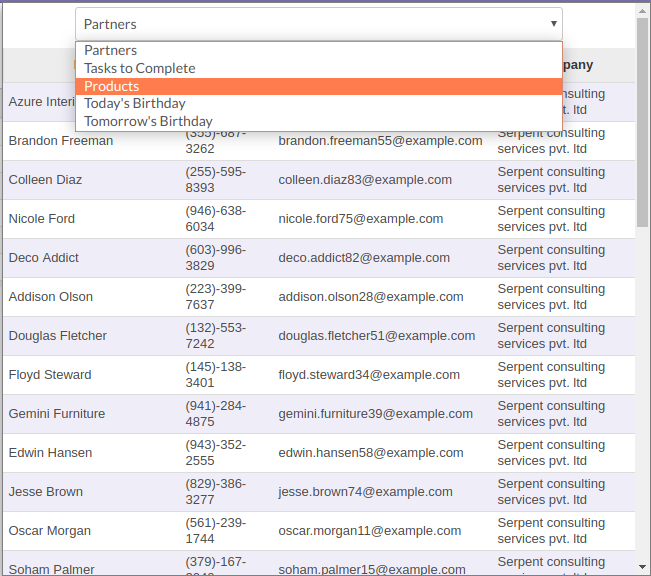 Partners
Partners
Tasks to Complete
Products
Today's Birthday
Tomorrow's Birthday
Azure
consulting
pvt. ltd
Brandon Freeman (355)-687-3262 brandon.freeman55@example.com Serpent consulting services pvt. ltd
Colleen Diaz (255)-595-8393 colleen.diaz83@example.com Serpent consulting services pvt. ltd
Nicole Ford (946)-638-6034 nicole.ford75@example.com Serpent consulting services pvt. ltd
Deco Addict (603)-996-3829 deco.addict82@example.com Serpent consulting services pvt. ltd
Addison Olson (223)-399-7637 addison.olson28@example.com Serpent consulting services pvt. ltd
Douglas Fletcher (132)-553-7242 douglas.fletcher51@example.com Serpent consulting services pvt. ltd
Floyd Steward (145)-138-3401 floyd.steward34@example.com Serpent consulting services pvt. ltd
Gemini Furniture (941)-284-4875 gemini.furniture39@example.com Serpent consulting services pvt. ltd
Edwin Hansen (943)-352-2555 edwin.hansen58@example.com Serpent consulting services pvt. ltd
Jesse Brown (829)-386-3277 jesse.brown74@example.com Serpent consulting services pvt. ltd
Oscar Morgan (561)-239-1744 oscar.morgan11@example.com Serpent consulting services pvt. ltd
Soham Palmer (379)-167- soham.palmer15@example.com Serpent consulting